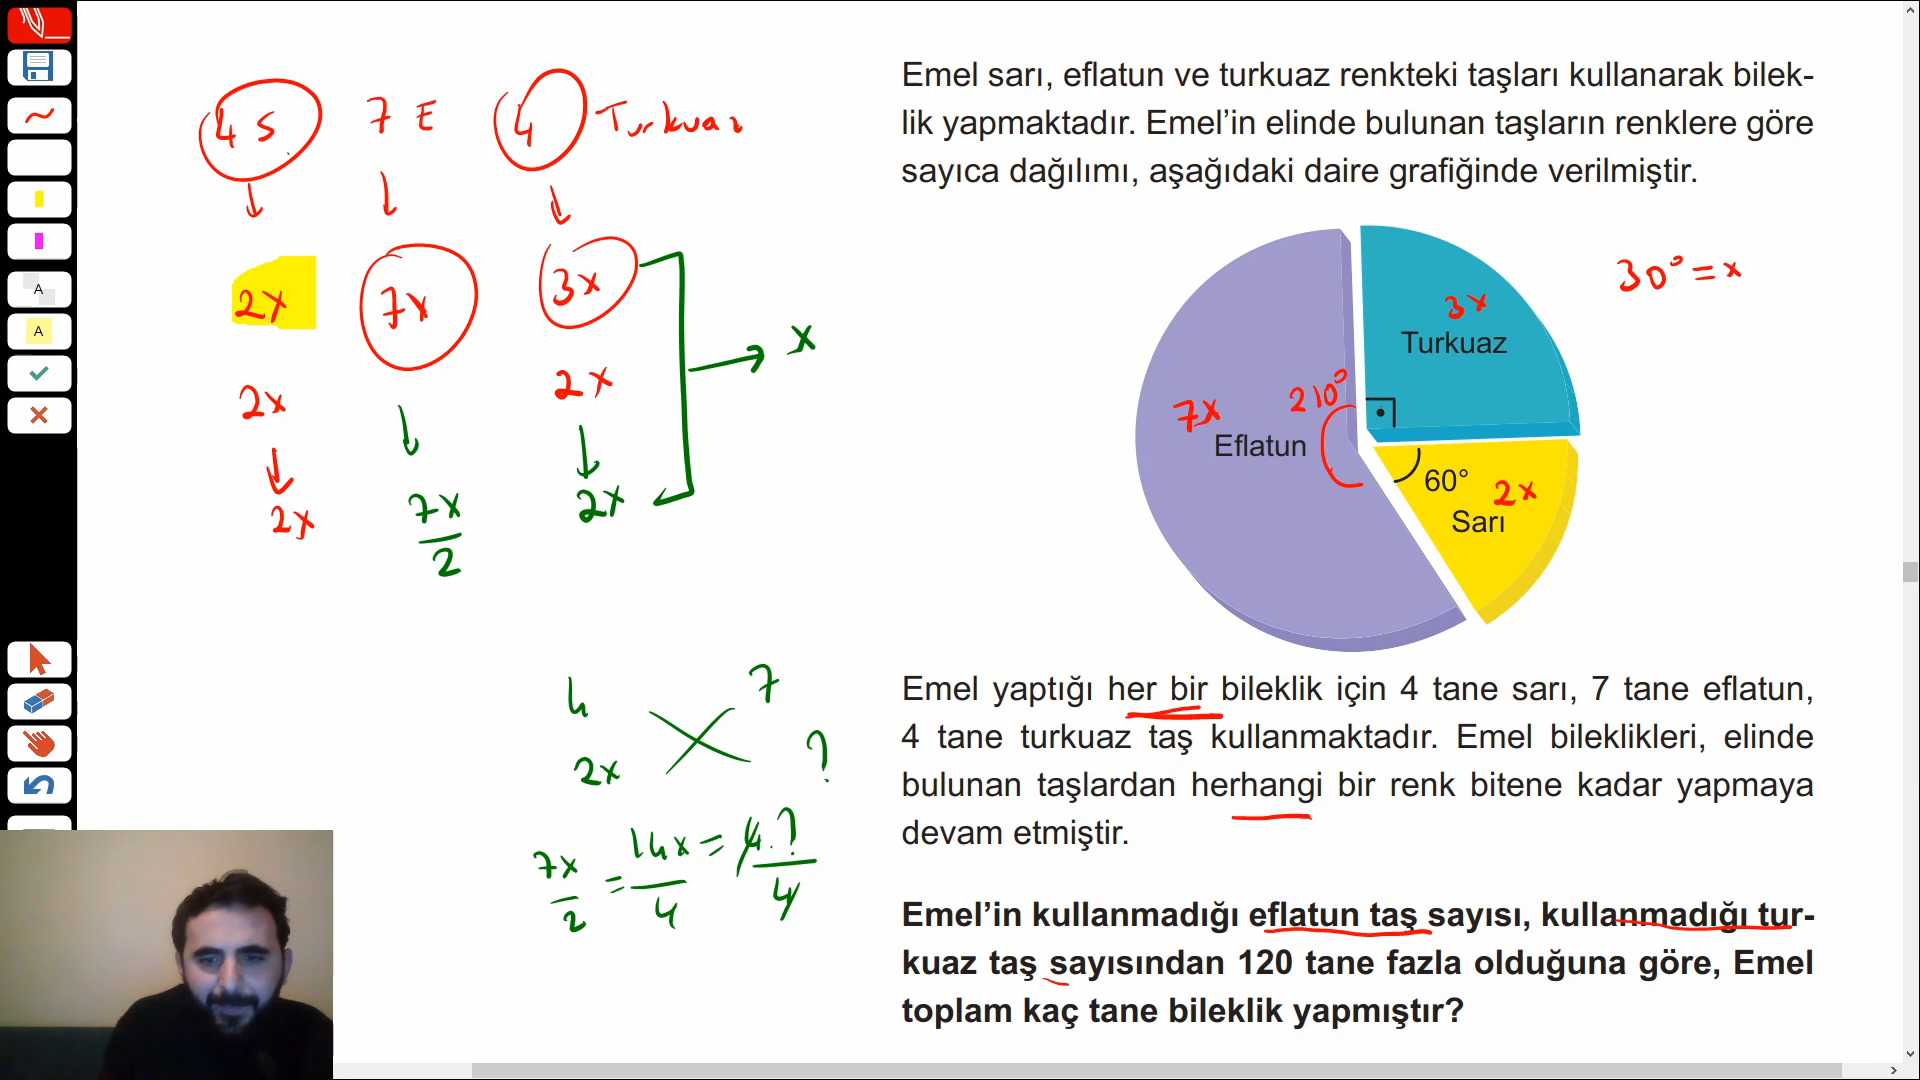 4 S 7 E 4 Turkuaz
2x 7x 3x
x
2x 2x
2x 7x/2 2x
4 7
2x ?
7x/2 = 14x/4 = 4.?/4
Emel sarı, eflatun ve turkuaz renkteki taşları kullanarak bilek-
lik yapmaktadır. Emel’in elinde bulunan taşların renklere göre
sayıca dağılımı, aşağıdaki daire grafiğinde verilmiştir.
30° = x
3x
Turkuaz
210°
7x
Eflatun
60°
2x
Sarı
Emel yaptığı her bir bileklik için 4 tane sarı, 7 tane eflatun,
4 tane turkuaz taş kullanmaktadır. Emel bileklikleri, elinde
bulunan taşlardan herhangi bir renk bitene kadar yapmaya
devam etmiştir.
Emel’in kullanmadığı eflatun taş sayısı, kullanmadığı tur-
kuaz taş sayısından 120 tane fazla olduğuna göre, Emel
toplam kaç tane bileklik yapmıştır?
A
A